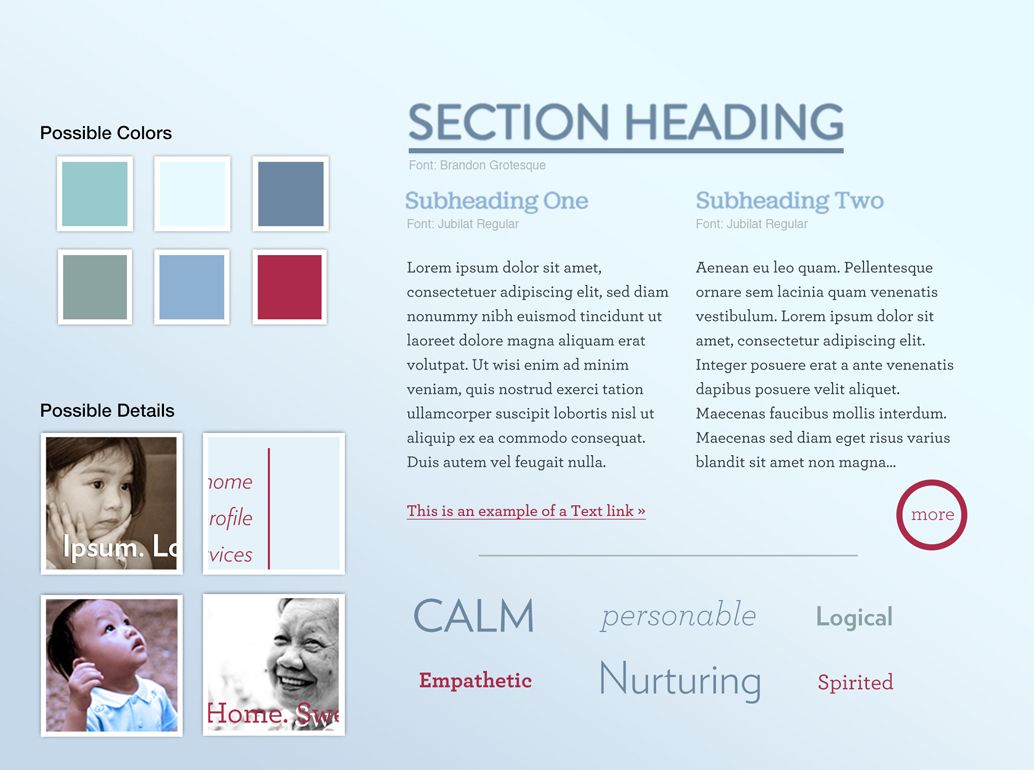 Possible Colors
Possible Details
Ipsum. Lo
ome
rofile
vices
Home. Swe
SECTION HEADING
Font: Brandon Grotesque
Subheading One
Font: Jubilat Regular
Lorem ipsum dolor sit amet,
consectetuer adipiscing elit, sed diam
nonummy nibh euismod tincidunt ut
laoreet dolore magna aliquam erat
volutpat. Ut wisi enim ad minim
veniam, quis nostrud exerci tation
ullamcorper suscipit lobortis nisl ut
aliquip ex ea commodo consequat.
Duis autem vel feugait nulla.
This is an example of a Text link »
Subheading Two
Font: Jubilat Regular
Aenean eu leo quam. Pellentesque
ornare sem lacinia quam venenatis
vestibulum. Lorem ipsum dolor sit
amet, consectetur adipiscing elit.
Integer posuere erat a ante venenatis
dapibus posuere velit aliquet.
Maecenas faucibus mollis interdum.
Maecenas sed diam eget risus varius
blandit sit amet non magna...
more
CALM
personable
Logical
Empathetic
Nurturing
Spirited